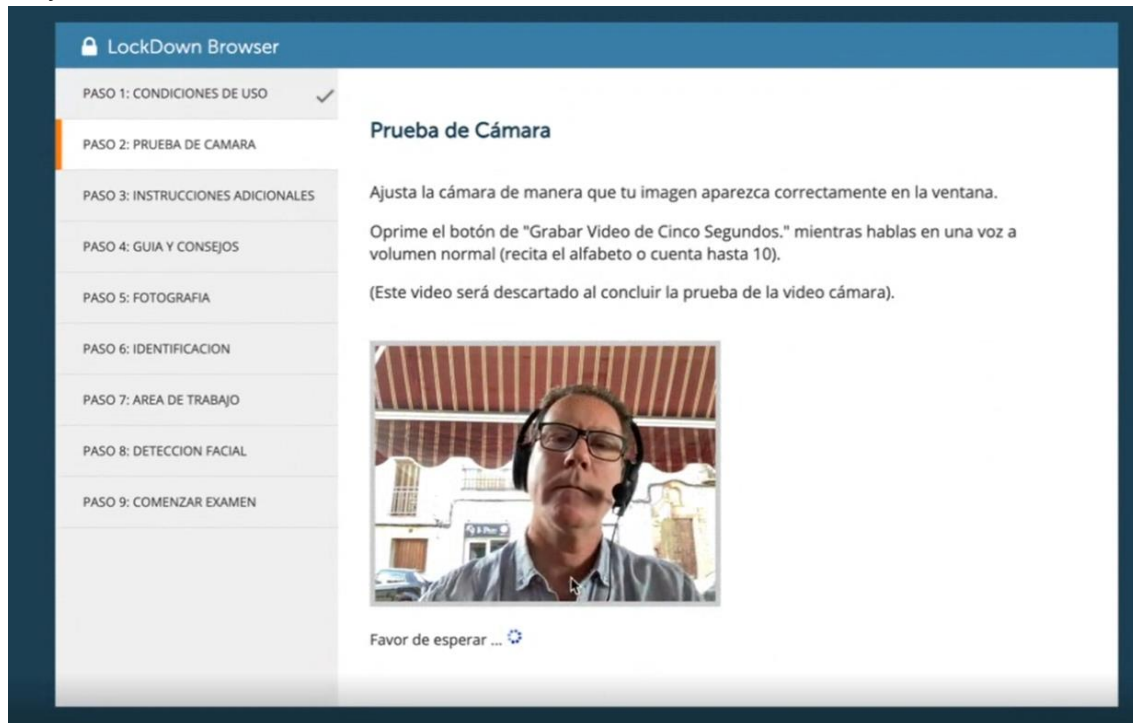 LockDown Browser
PASO 1: CONDICIONES DE USO
PASO 2: PRUEBA DE CAMARA
PASO 3: INSTRUCCIONES ADICIONALES
PASO 4: GUIA Y CONSEJOS
PASO 5: FOTOGRAFIA
PASO 6: IDENTIFICACION
PASO 7: AREA DE TRABAJO
PASO 8: DETECCION FACIAL
PASO 9: COMENZAR EXAMEN
Prueba de Cámara
Ajusta la cámara de manera que tu imagen aparezca correctamente en la ventana.
Oprime el botón de "Grabar Video de Cinco Segundos." mientras hablas en una voz a
volumen normal (recita el alfabeto o cuenta hasta 10).
(Este video será descartado al concluir la prueba de la video cámara).
Favor de esperar ...